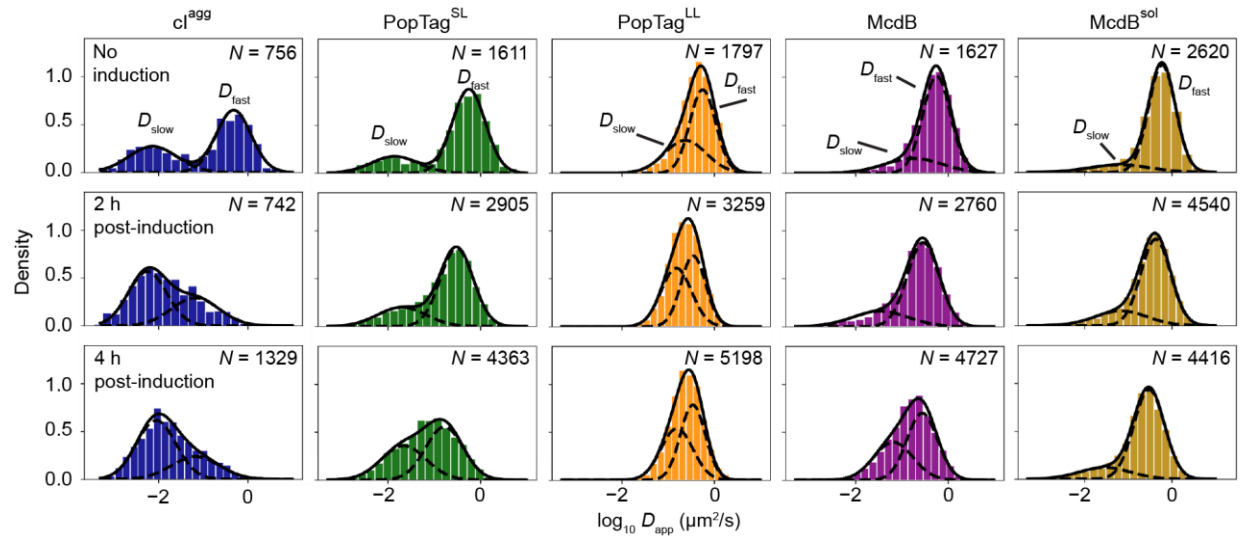 cI^agg PopTag^SL PopTag^LL McdB McdB^sol
No induction N = 756 D_slow D_fast
N = 1611 D_slow D_fast
N = 1797 D_slow D_fast
N = 1627 D_fast D_slow
N = 2620 D_slow D_fast
1.0
0.5
0.0
2 h post-induction N = 742
N = 2905
N = 3259
N = 2760
N = 4540
Density
1.0
0.5
0.0
4 h post-induction N = 1329
N = 4363
N = 5198
N = 4727
N = 4416
1.0
0.5
0.0
−2 0 −2 0 −2 0 −2 0 −2 0
log₁₀ D_app (μm²/s)